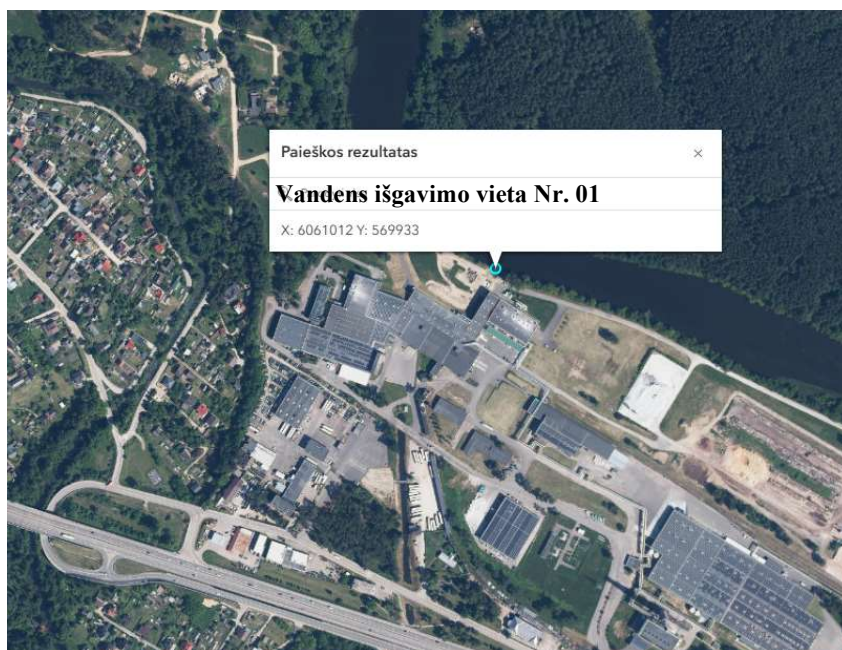 Paieškos rezultatas
Vandens išgavimo vieta Nr. 01
X: 6061012 Y: 569933